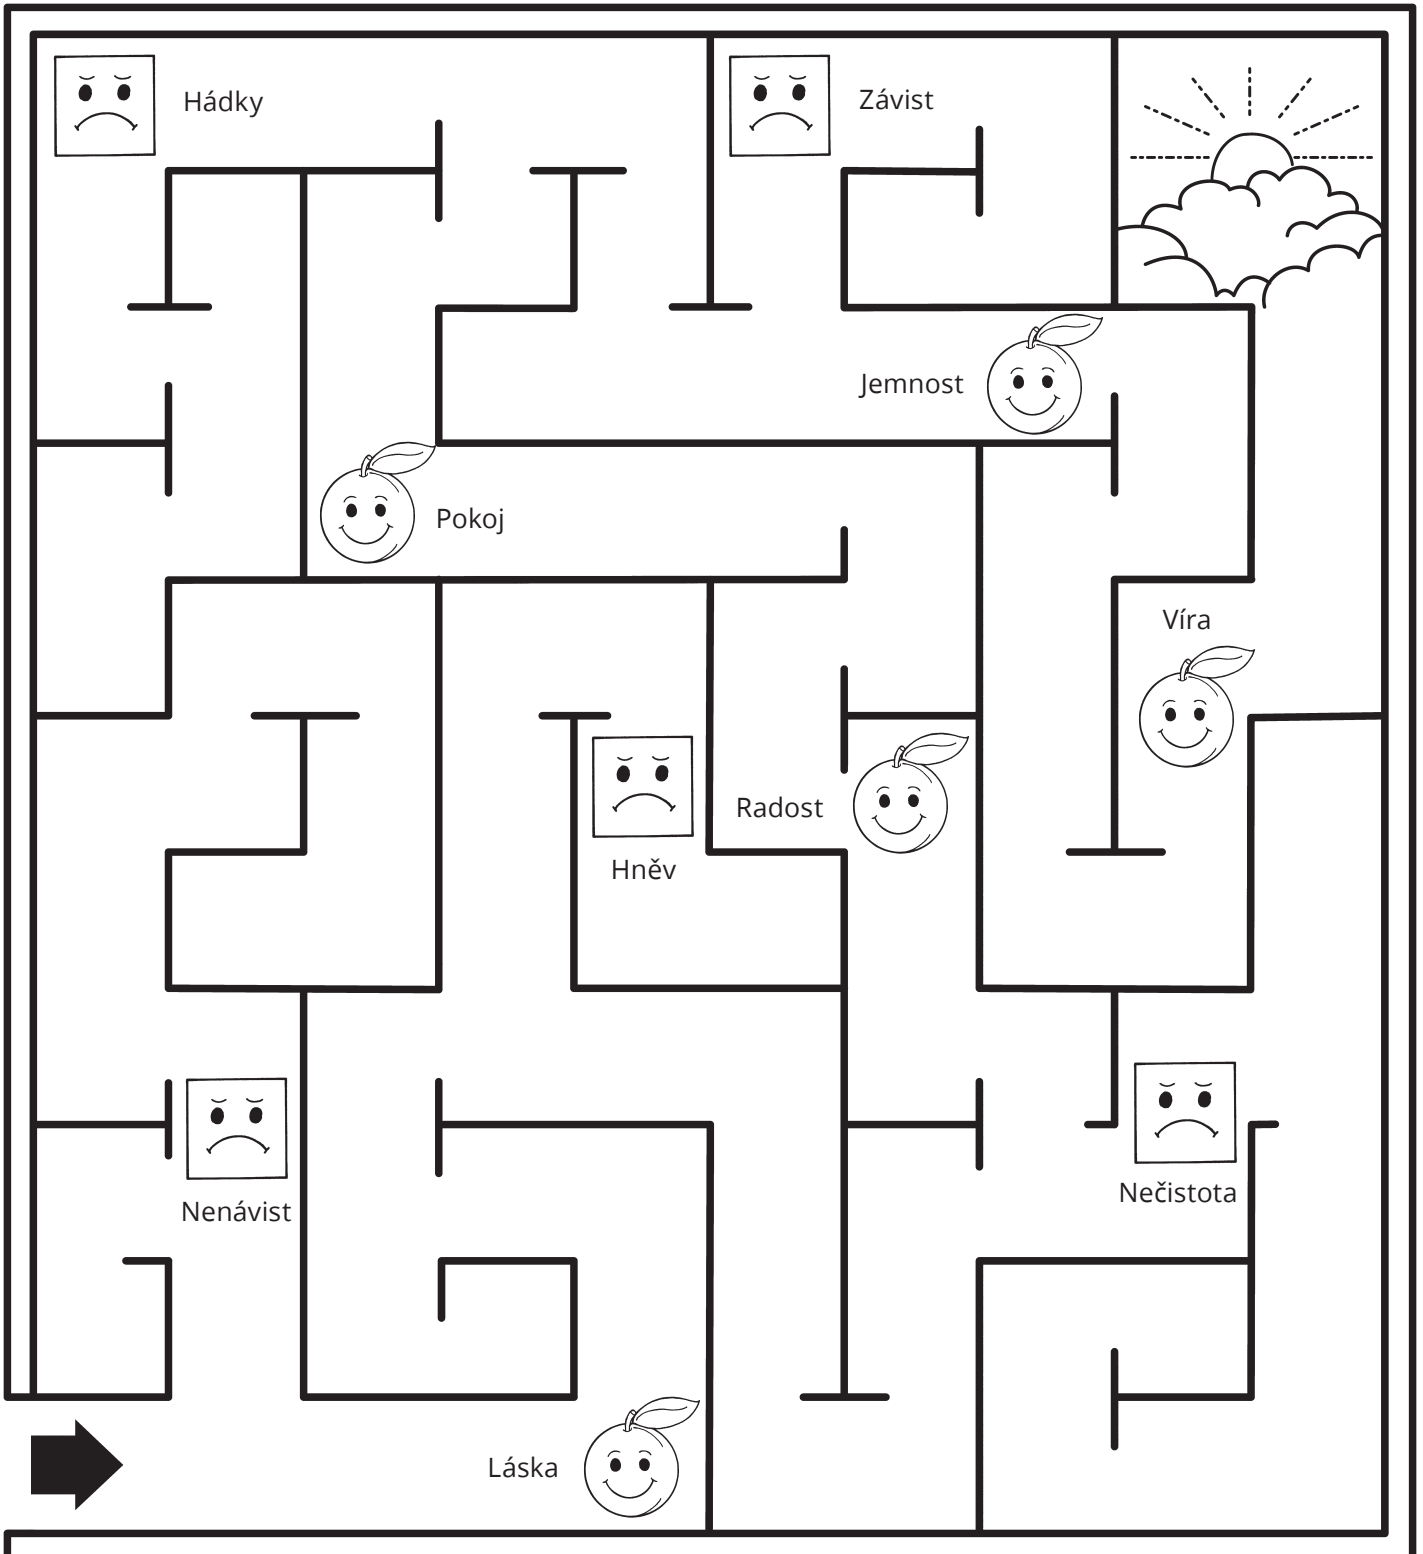 Hádky
Závist
Jemnost
Pokoj
Víra
Radost
Hněv
Nenávist
Nečistota
Láska